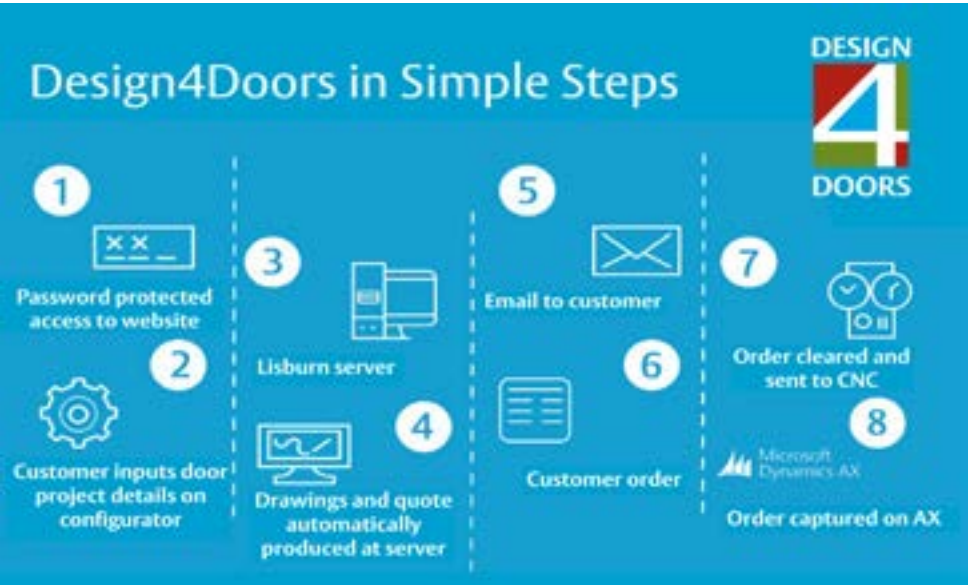 Design4Doors in Simple Steps
DESIGN
4
DOORS
1
Password protected
access to website
2
Customer inputs door
project details on
configurator
3
Lisburn server
4
Drawings and quote
automatically
produced at server
5
Email to customer
6
Customer order
7
Order cleared and
sent to CNC
8
Microsoft
Dynamics AX
Order captured on AX